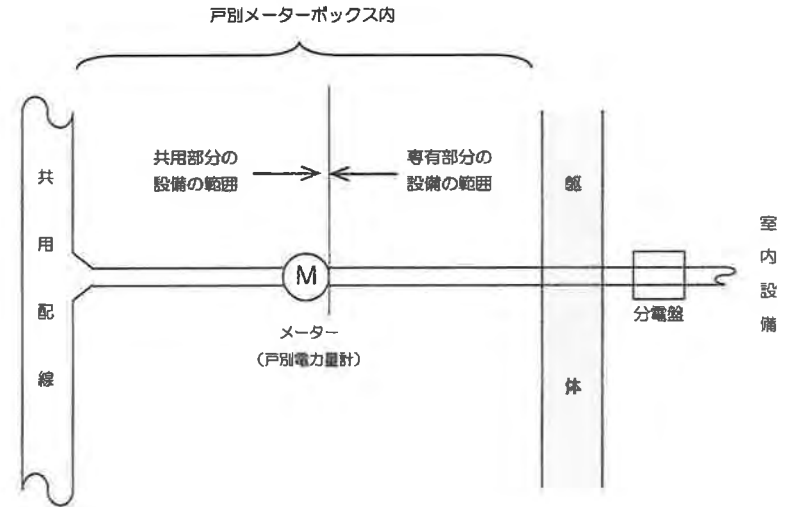 戸別メーターボックス内
共用部分の
設備の範囲
専有部分の
設備の範囲
共用配線
M
メーター
(戸別電力量計)
躯体
分電盤
室内設備